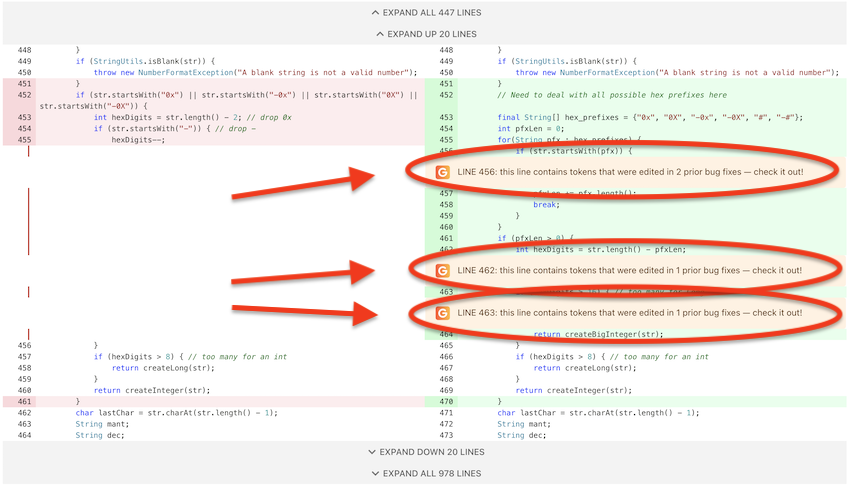 EXPAND ALL 447 LINES
EXPAND UP 20 LINES
448 }
449 if (StringUtils.isBlank(str)) {
450 throw new NumberFormatException("A blank string is not a valid number");
451 }
452 if (str.startsWith("0x") || str.startsWith("-0x") || str.startsWith("0X") ||
str.startsWith("-0X")) {
453 int hexDigits = str.length() - 2; // drop 0x
454 if (str.startsWith("-")) { // drop -
455 hexDigits--;
456 }
457 if (hexDigits > 8) { // too many for an int
458 return createLong(str);
459 }
460 return createInteger(str);
461 }
462 char lastChar = str.charAt(str.length() - 1);
463 String mant;
464 String dec;
448 }
449 if (StringUtils.isBlank(str)) {
450 throw new NumberFormatException("A blank string is not a valid number");
451 }
452 // Need to deal with all possible hex prefixes here
453 final String[] hex_prefixes = {"0x", "0X", "-0x", "-0X", "#", "-#"};
454 int pfxLen = 0;
455 for(String pfx : hex_prefixes) {
456 if (str.startsWith(pfx)) {
LINE 456: this line contains tokens that were edited in 2 prior bug fixes — check it out!
457 pfxLen += pfx.length();
458 break;
459 }
460 }
461 if (pfxLen > 0) {
462 int hexDigits = str.length() - pfxLen;
LINE 462: this line contains tokens that were edited in 1 prior bug fixes — check it out!
463
LINE 463: this line contains tokens that were edited in 1 prior bug fixes — check it out!
464 return createBigInteger(str);
465 }
466 if (hexDigits > 8) { // too many for an int
467 return createLong(str);
468 }
469 return createInteger(str);
470 }
471 char lastChar = str.charAt(str.length() - 1);
472 String mant;
473 String dec;
EXPAND DOWN 20 LINES
EXPAND ALL 978 LINES